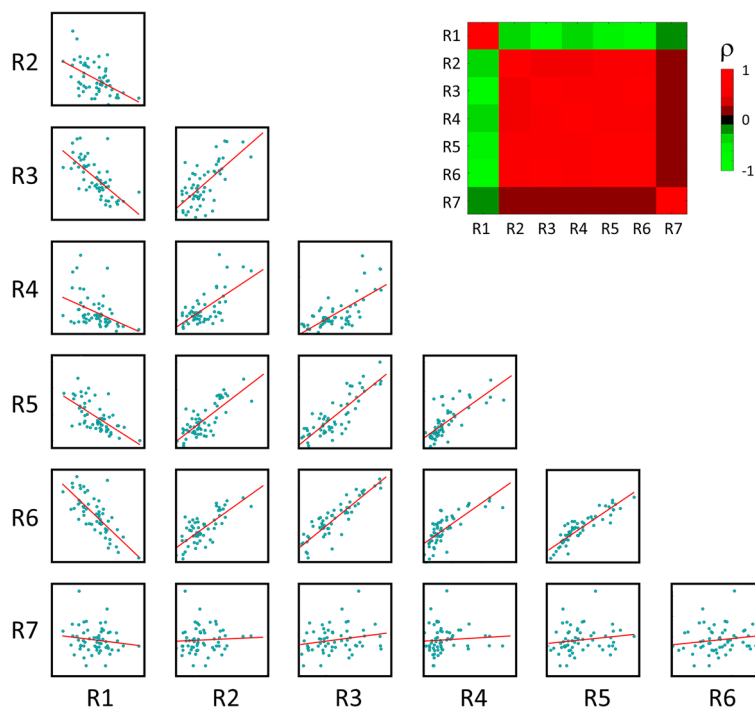 R2
R3
R4
R5
R6
R7
R1 R2 R3 R4 R5 R6
R1
R2
R3
R4
R5
R6
R7
R1 R2 R3 R4 R5 R6 R7
ρ
1
0
-1